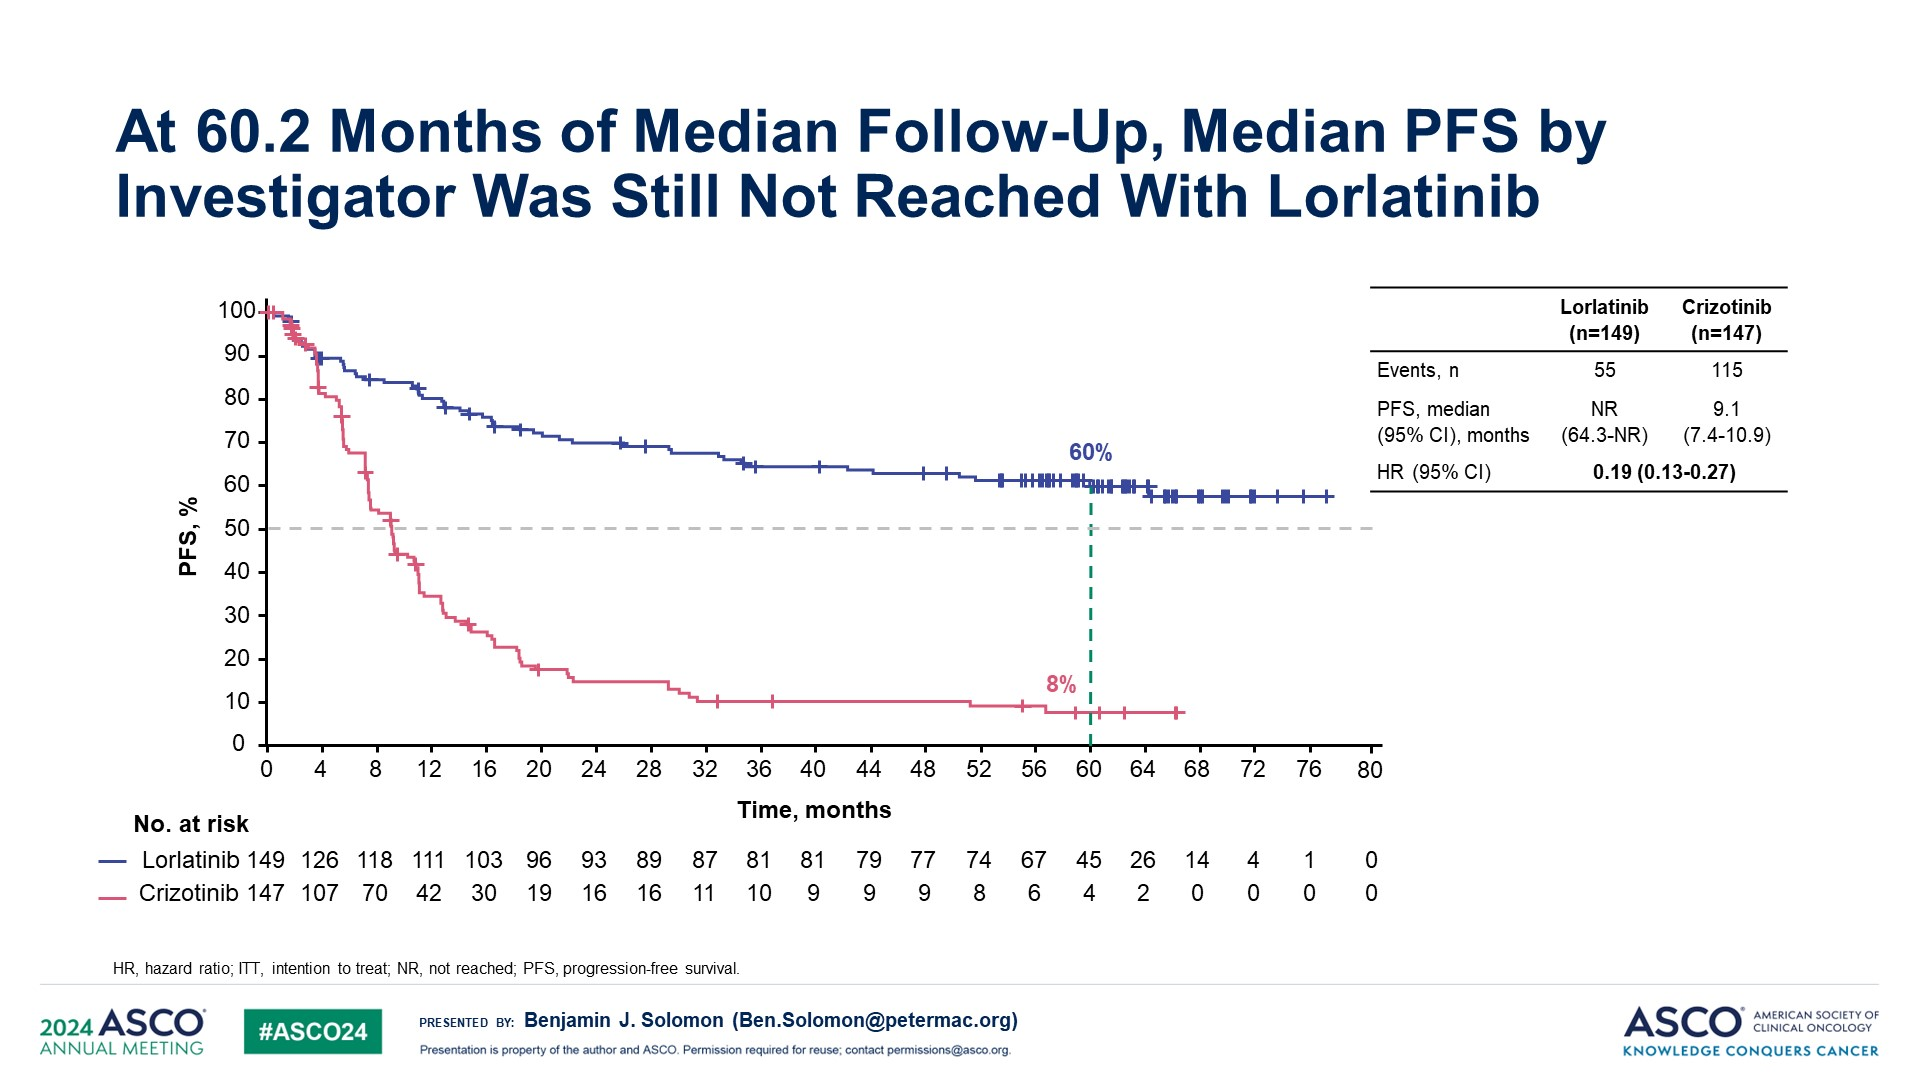 At 60.2 Months of Median Follow-Up, Median PFS by
Investigator Was Still Not Reached With Lorlatinib
Lorlatinib Crizotinib
(n=149) (n=147)
Events, n 55 115
PFS, median NR 9.1
(95% CI), months (64.3-NR) (7.4-10.9)
HR (95% CI) 0.19 (0.13-0.27)
PFS, %
100
90
80
70
60
50
40
30
20
10
0
60%
8%
0 4 8 12 16 20 24 28 32 36 40 44 48 52 56 60 64 68 72 76 80
Time, months
No. at risk
Lorlatinib 149 126 118 111 103 96 93 89 87 81 81 79 77 74 67 45 26 14 4 1 0
Crizotinib 147 107 70 42 30 19 16 16 11 10 9 9 9 8 6 4 2 0 0 0 0
HR, hazard ratio; ITT, intention to treat; NR, not reached; PFS, progression-free survival.
2024 ASCO®
ANNUAL MEETING
#ASCO24
PRESENTED BY: Benjamin J. Solomon (Ben.Solomon@petermac.org)
Presentation is property of the author and ASCO. Permission required for reuse; contact permissions@asco.org.
ASCO® AMERICAN SOCIETY OF
CLINICAL ONCOLOGY
KNOWLEDGE CONQUERS CANCER